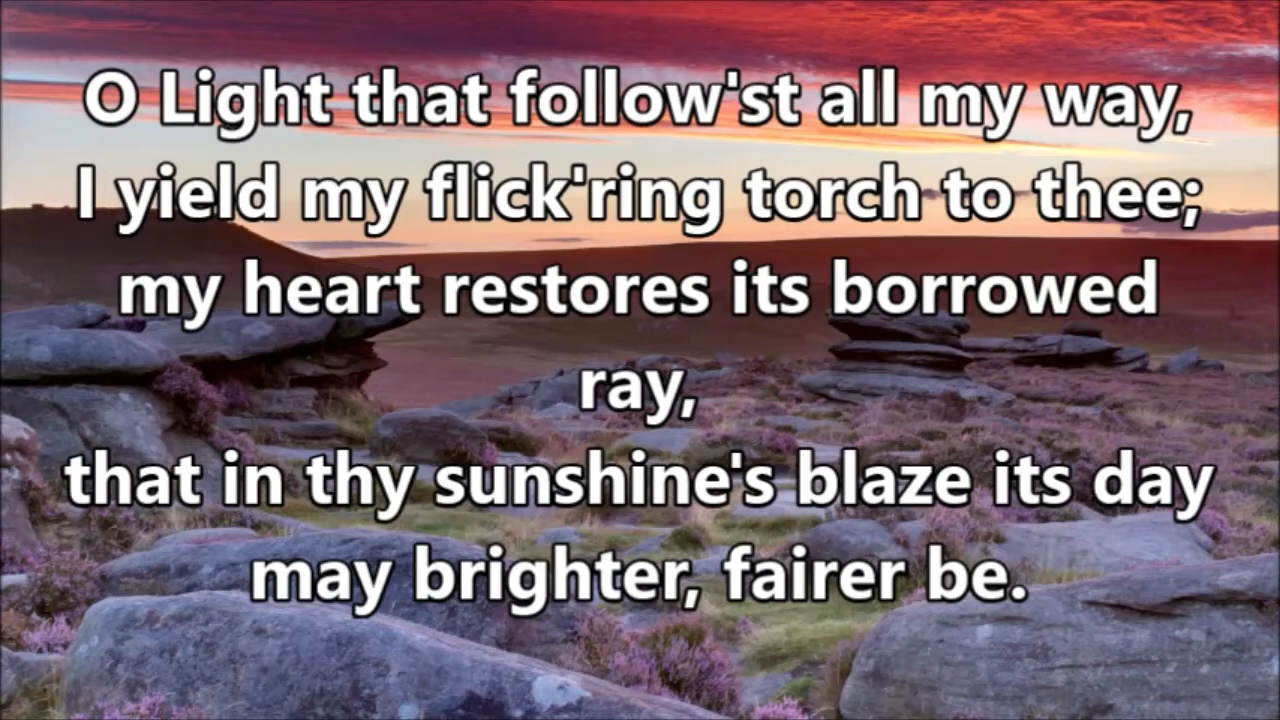 O Light that follow'st all my way,
I yield my flick'ring torch to thee;
my heart restores its borrowed
ray,
that in thy sunshine's blaze its day
may brighter, fairer be.